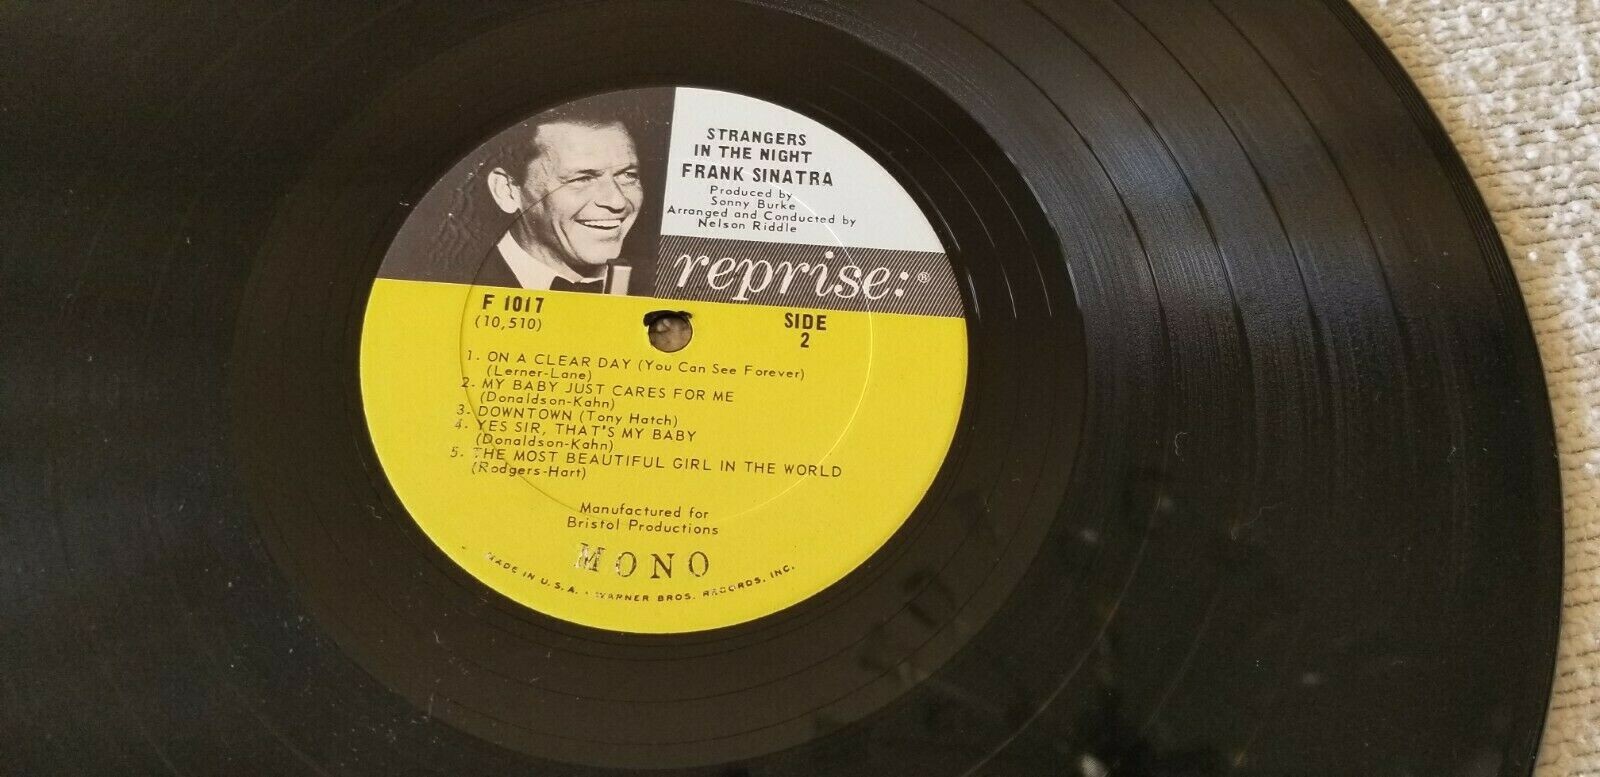 STRANGERS
IN THE NIGHT
FRANK SINATRA
Produced by
Sonny Burke
Arranged and Conducted by
Nelson Riddle
reprise:®
F 1017
(10,510)
SIDE
2
1. ON A CLEAR DAY (You Can See Forever)
(Lerner-Lane)
2. MY BABY JUST CARES FOR ME
(Donaldson-Kahn)
3. DOWNTOWN (Tony Hatch)
4. YES SIR, THAT'S MY BABY
(Donaldson-Kahn)
5. THE MOST BEAUTIFUL GIRL IN THE WORLD
(Rodgers-Hart)
Manufactured for
Bristol Productions
MONO
MADE IN U.S.A. • WARNER BROS. RECORDS, INC.